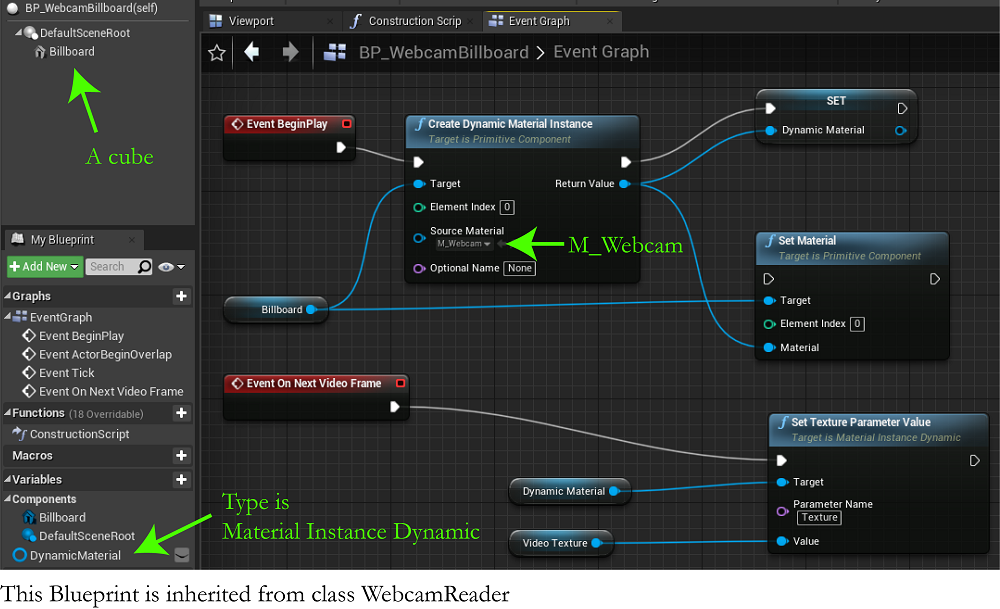 BP_WebcamBillboard(self)
DefaultSceneRoot
Billboard
A cube
My Blueprint
Add New
Search
Graphs
EventGraph
Event BeginPlay
Event ActorBeginOverlap
Event Tick
Event On Next Video Frame
Functions (18 Overridable)
ConstructionScript
Macros
Variables
Components
Billboard
DefaultSceneRoot
DynamicMaterial
Viewport
Construction Scrip
Event Graph
BP_WebcamBillboard > Event Graph
Event BeginPlay
Create Dynamic Material Instance
Target is Primitive Component
Target
Return Value
Element Index 0
Source Material
M_Webcam
Optional Name None
M_Webcam
SET
Dynamic Material
Billboard
Set Material
Target is Primitive Component
Target
Element Index 0
Material
Event On Next Video Frame
Dynamic Material
Video Texture
Set Texture Parameter Value
Target is Material Instance Dynamic
Target
Parameter Name
Texture
Value
Type is
Material Instance Dynamic
This Blueprint is inherited from class WebcamReader